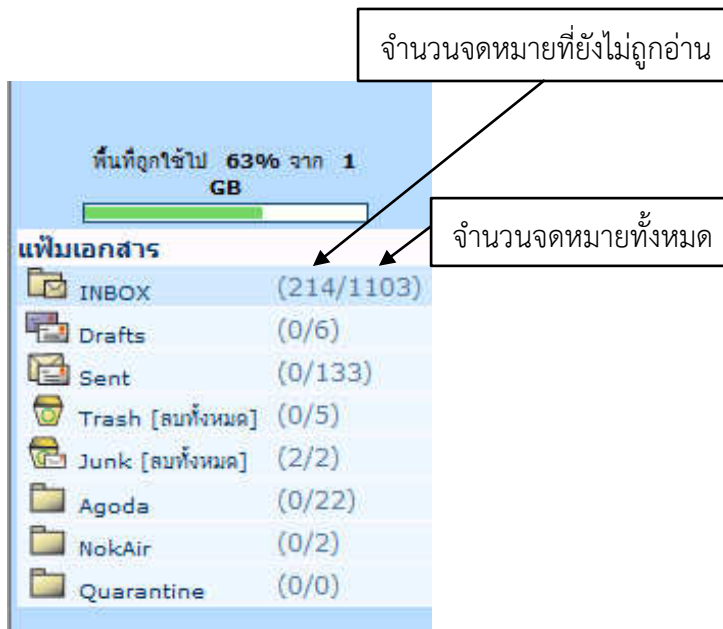 จำนวนจดหมายที่ยังไม่ถูกอ่าน
พื้นที่ถูกใช้ไป 63% จาก 1
GB
จำนวนจดหมายทั้งหมด
แฟ้มเอกสาร
INBOX (214/1103)
Drafts (0/6)
Sent (0/133)
Trash [ลบทั้งหมด] (0/5)
Junk [ลบทั้งหมด] (2/2)
Agoda (0/22)
NokAir (0/2)
Quarantine (0/0)